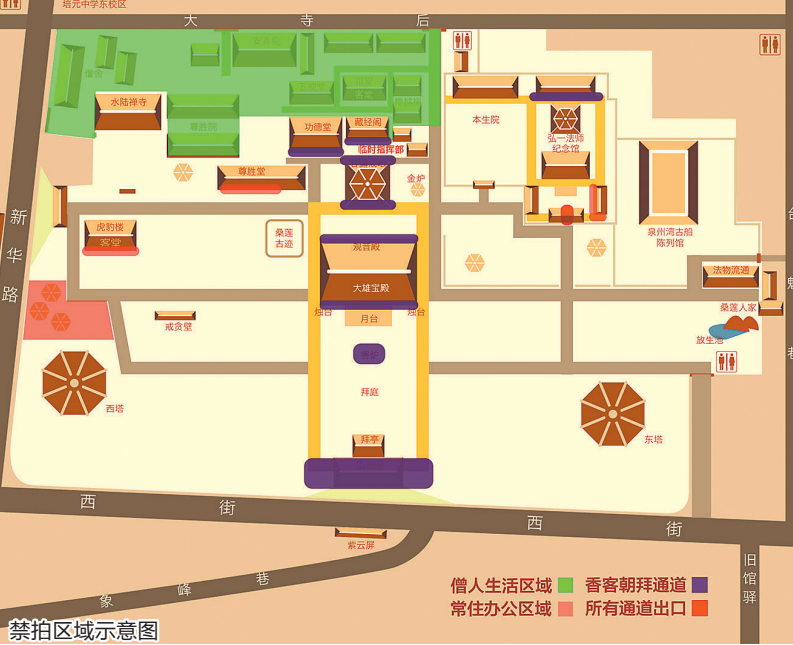 培元中学东校区
大
寺
后
僧舍
水陆禅寺
尊胜院
功德堂
藏经阁
临时指挥部
本生院
弘一法师
纪念馆
尊胜堂
金炉
新
华
路
虎豹楼
客堂
桑莲
古迹
观音殿
大雄宝殿
泉州湾古船
陈列馆
法物流通
桑莲人家
放生池
烛台
月台
烛台
戒贪壁
香炉
拜庭
西塔
拜亭
东塔
西
街
西
街
紫云屏
象
峰
巷
旧
馆
驿
僧人生活区域
香客朝拜通道
常住办公区域
所有通道出口
禁拍区域示意图